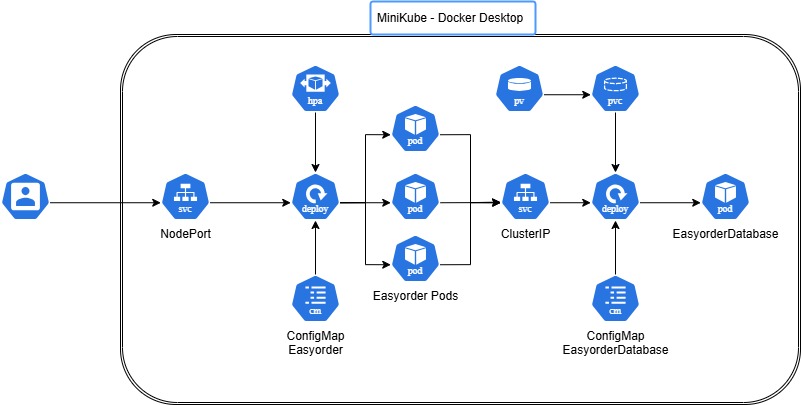 MiniKube - Docker Desktop
hpa
pv
pvc
pod
svc
deploy
pod
svc
deploy
pod
NodePort
ClusterIP
EasyorderDatabase
pod
Easyorder Pods
cm
cm
ConfigMap
Easyorder
ConfigMap
EasyorderDatabase